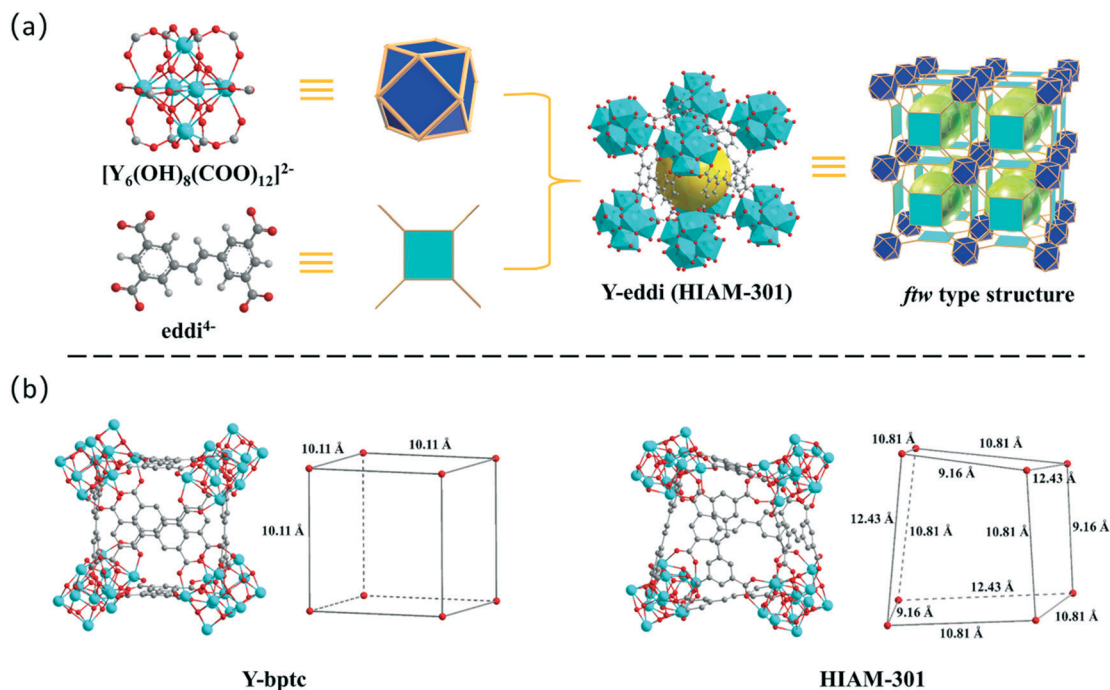 (a)
[Y₆(OH)₈(COO)₁₂]²⁻
eddi⁴⁻
Y-eddi (HIAM-301)
ftw type structure
(b)
10.11 Å
10.11 Å
10.11 Å
Y-bptc
10.81 Å
10.81 Å
9.16 Å
12.43 Å
12.43 Å
10.81 Å
10.81 Å
9.16 Å
12.43 Å
9.16 Å
10.81 Å
10.81 Å
HIAM-301